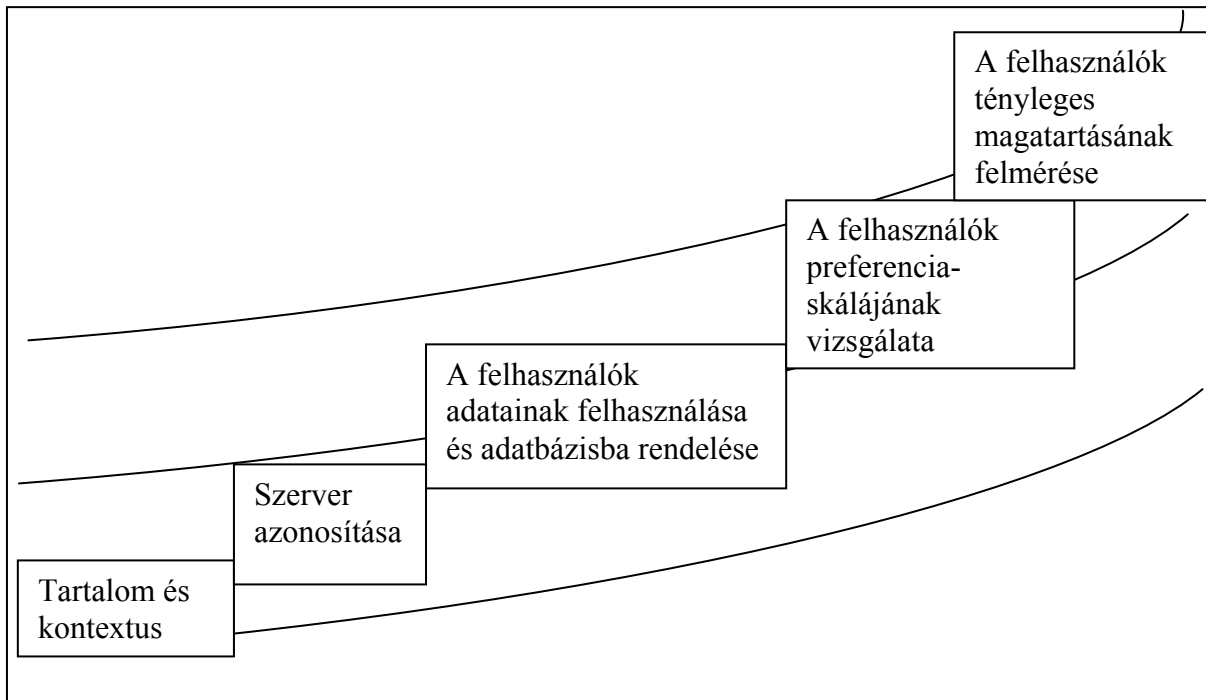 A felhasználók
tényleges
magatartásának
felmérése
A felhasználók
preferencia-
skálájának
vizsgálata
A felhasználók
adatainak felhasználása
és adatbázisba rendelése
Szerver
azonosítása
Tartalom és
kontextus